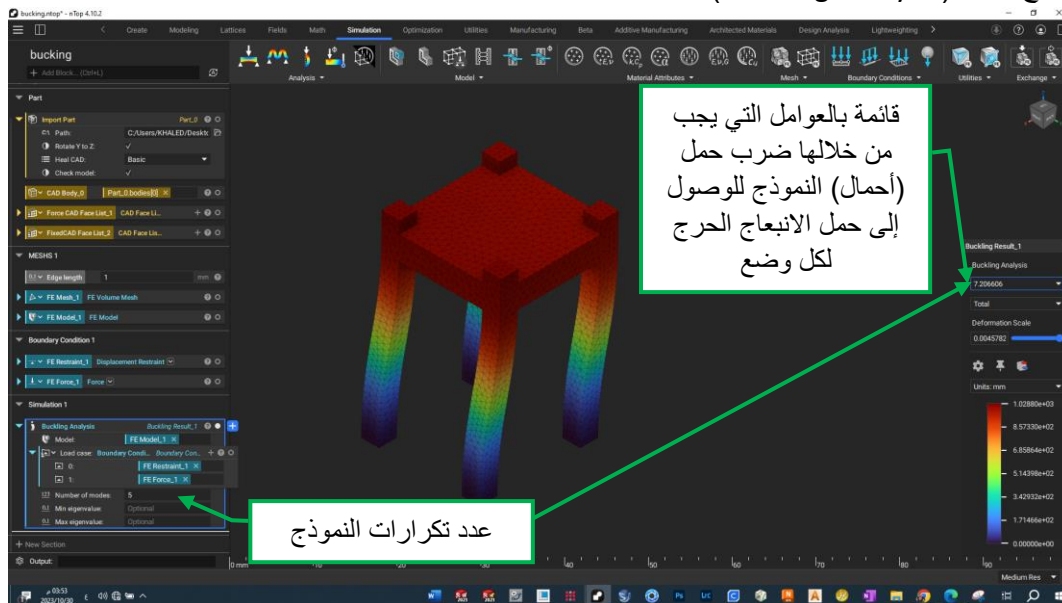 bucking.ntop* - nTop 4.10.2
Create Modeling Lattices Fields Math Simulation Optimization Utilities Manufacturing Beta Additive Manufacturing Architected Materials Design Analysis Lightweighting
bucking
+ Add Block... (Ctrl+L)
Analysis Model Material Attributes Mesh Boundary Conditions Utilities Exchange
Part
Import Part Part_0
Path: C:/Users/KHALED/Deskto
Rotate Y to Z:
Heal CAD: Basic
Check model:
CAD Body_0 Part_0.bodies[0]
Force CAD Face List_1 CAD Face Li...
FixedCAD Face List_2 CAD Face Lis...
MESHS 1
Edge length 1 mm
FE Mesh_1 FE Volume Mesh
FE Model_1 FE Model
Boundary Condition 1
FE Restraint_1 Displacement Restraint
FE Force_1 Force
Simulation 1
Buckling Analysis Buckling Result_1
Model: FE Model_1
Load case: Boundary Condi... Boundary Con...
0: FE Restraint_1
1: FE Force_1
Number of modes: 5
Min eigenvalue: Optional
Max eigenvalue: Optional
+ New Section
Output:
قائمة بالعوامل التي يجب
من خلالها ضرب حمل
(أحمال) النموذج للوصول
إلى حمل الانبعاج الحرج
لكل وضع
عدد تكرارات النموذج
Buckling Result_1
Buckling Analysis
7.206606
Total
Deformation Scale
0.0045782
Units: mm
1.02880e+03
8.57330e+02
6.85864e+02
5.14398e+02
3.42932e+02
1.71466e+02
0.00000e+00
0 mm 10 20 30 40 50 60 70 80 90
Medium Res
03:53 م
2023/10/30